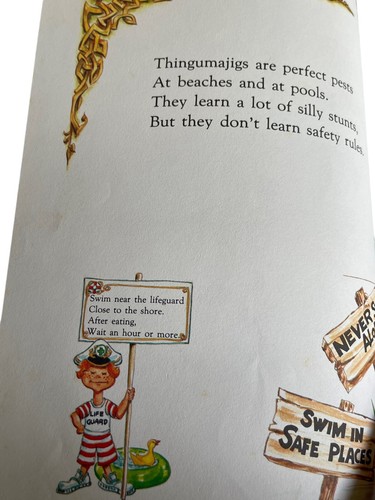 Thingumajigs are perfect pests
At beaches and at pools.
They learn a lot of silly stunts,
But they don't learn safety rules.
Swim near the lifeguard
Close to the shore.
After eating,
Wait an hour or more.
LIFE
GUARD
NEVER
SWIM IN
SAFE PLACES